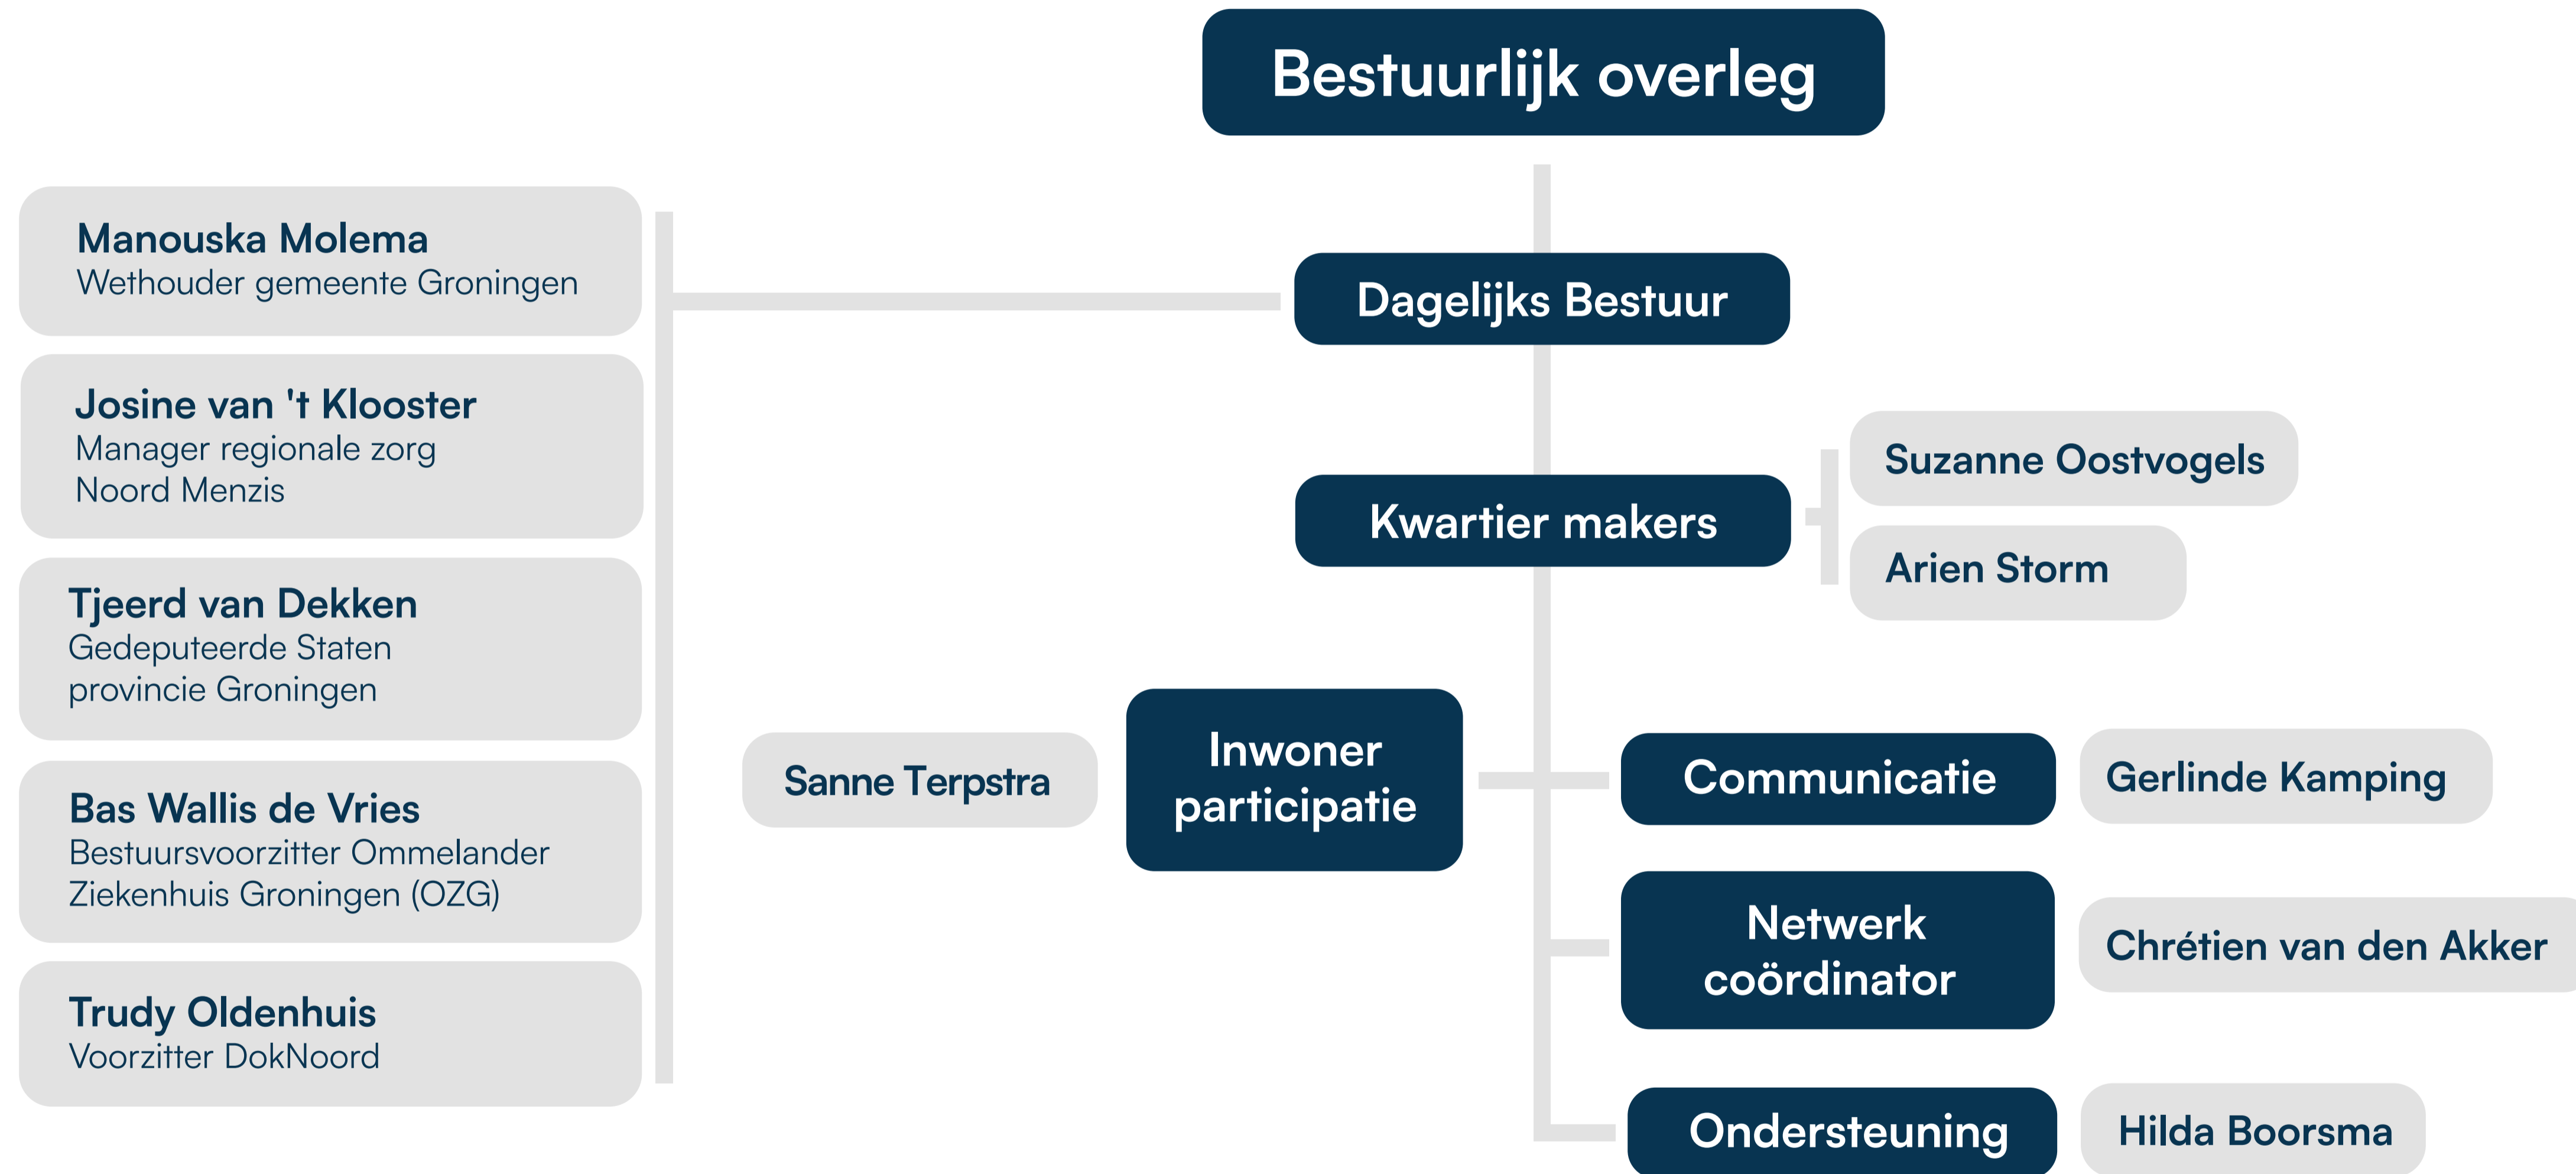 Bestuurlijk overleg
Manouska Molema
Wethouder gemeente Groningen
Josine van 't Klooster
Manager regionale zorg
Noord Menzis
Tjeerd van Dekken
Gedeputeerde Staten
provincie Groningen
Bas Wallis de Vries
Bestuursvoorzitter Ommelander
Ziekenhuis Groningen (OZG)
Trudy Oldenhuis
Voorzitter DokNoord
Dagelijks Bestuur
Kwartier makers
Suzanne Oostvogels
Arien Storm
Sanne Terpstra
Inwoner
participatie
Communicatie
Gerlinde Kamping
Netwerk
coördinator
Chrétien van den Akker
Ondersteuning
Hilda Boorsma